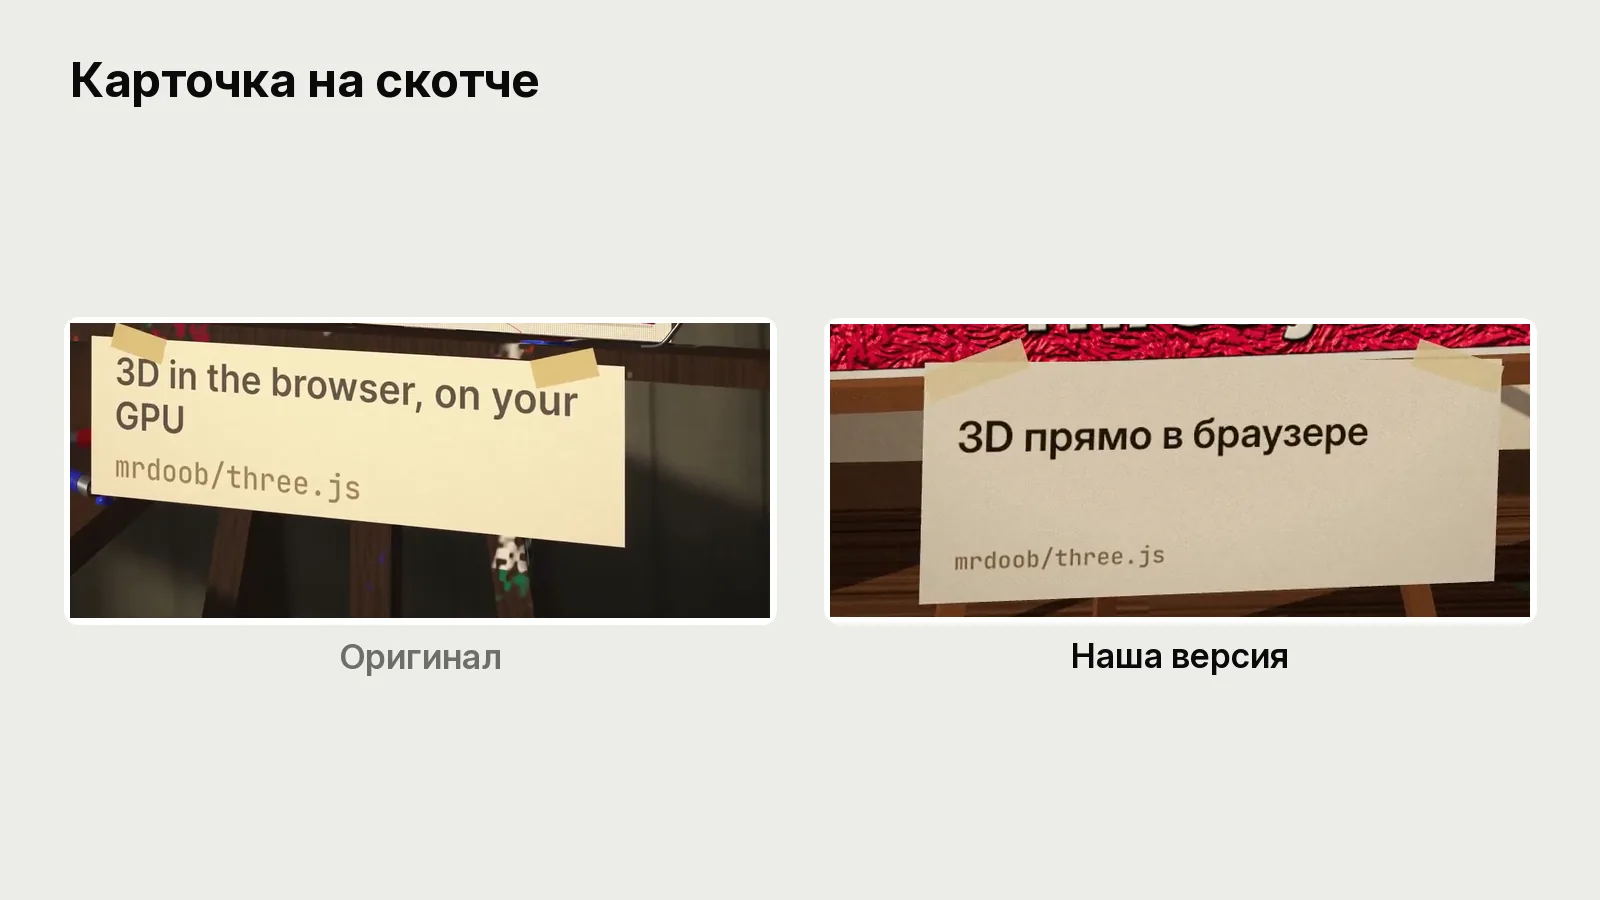 Карточка на скотче
3D in the browser, on your
GPU
mrdoob/three.js
3D прямо в браузере
mrdoob/three.js
Оригинал
Наша версия